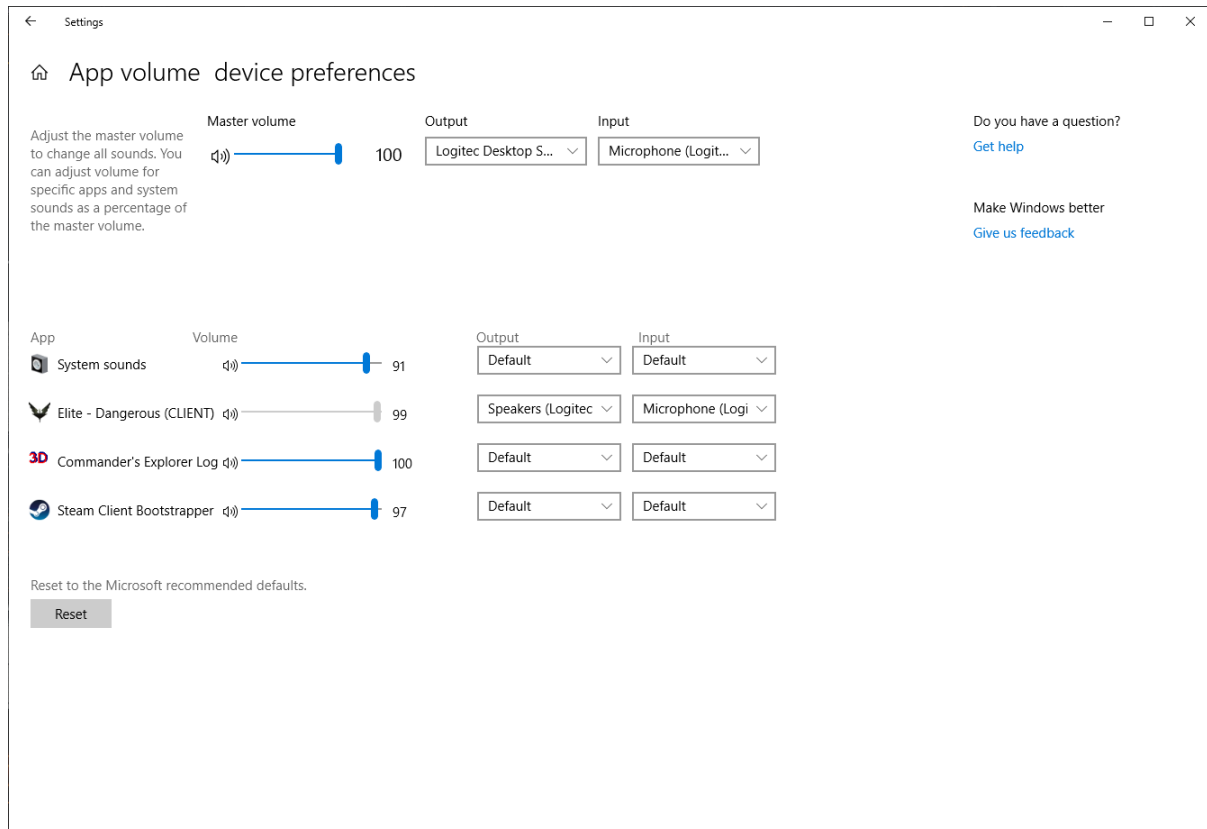 Settings
App volume  device preferences
Master volume
Output
Input
Do you have a question?
Adjust the master volume
to change all sounds. You
can adjust volume for
specific apps and system
sounds as a percentage of
the master volume.
100
Logitec Desktop S...
Microphone (Logit...
Get help
Make Windows better
Give us feedback
App
Volume
Output
Input
System sounds
91
Default
Default
Elite - Dangerous (CLIENT)
99
Speakers (Logitec
Microphone (Logi
3D
Commander's Explorer Log
100
Default
Default
Steam Client Bootstrapper
97
Default
Default
Reset to the Microsoft recommended defaults.
Reset